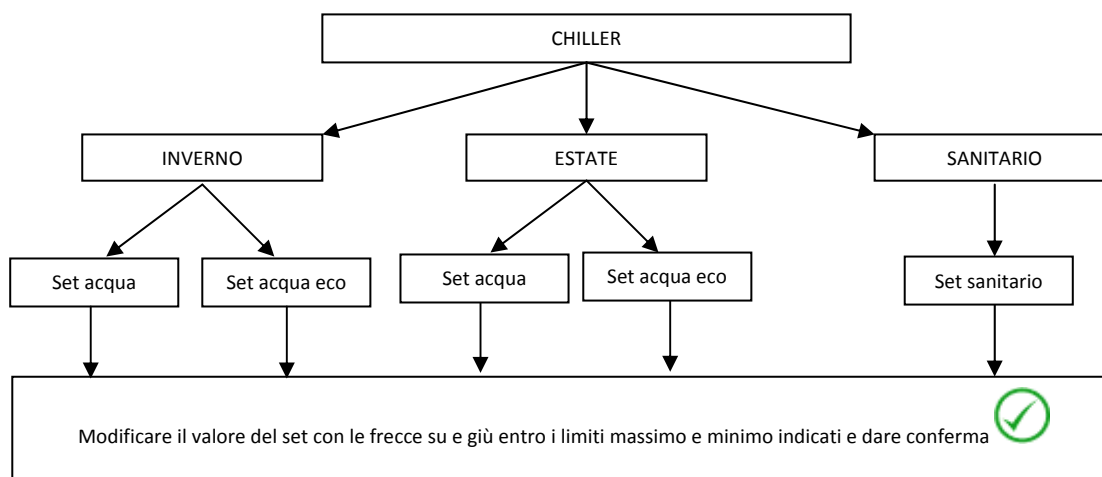 CHILLER
INVERNO
ESTATE
SANITARIO
Set acqua
Set acqua eco
Set acqua
Set acqua eco
Set sanitario
Modificare il valore del set con le frecce su e giù entro i limiti massimo e minimo indicati e dare conferma